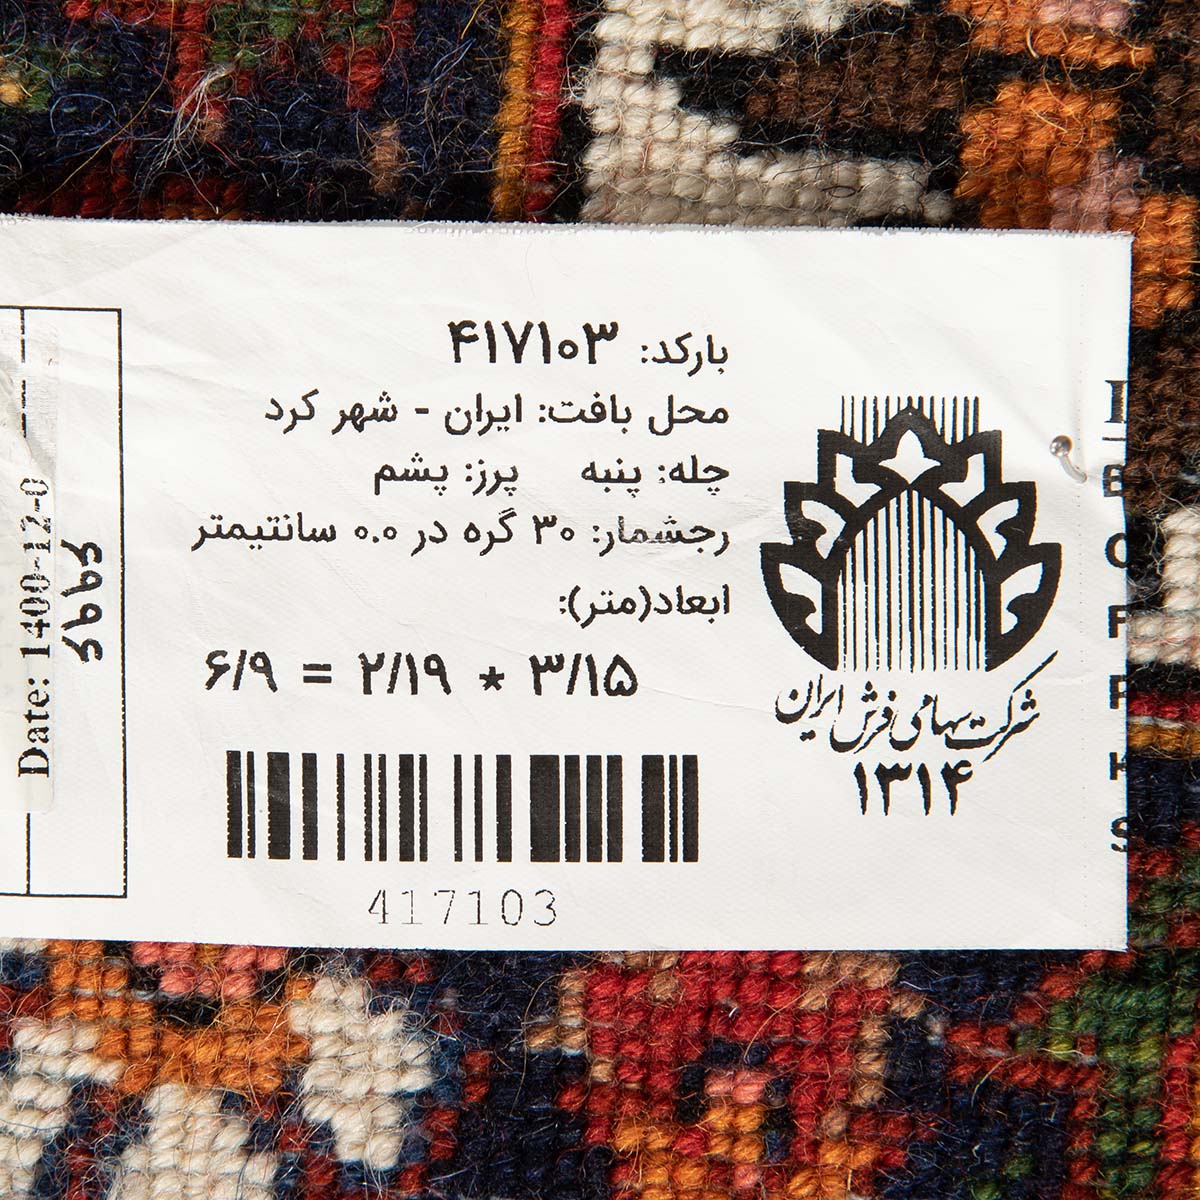 بارکد: ۴۱۷۱۰۳
محل بافت: ایران - شهر کرد
چله: پنبه پرز: پشم
رجشمار: ۳۰ گره در ۰.۰ سانتیمتر
ابعاد(متر):
۶/۹ = ۲/۱۹ * ۳/۱۵
417103
شرکت سهامی فرش ایران
۱۳۱۴
Date: 1400-12-0